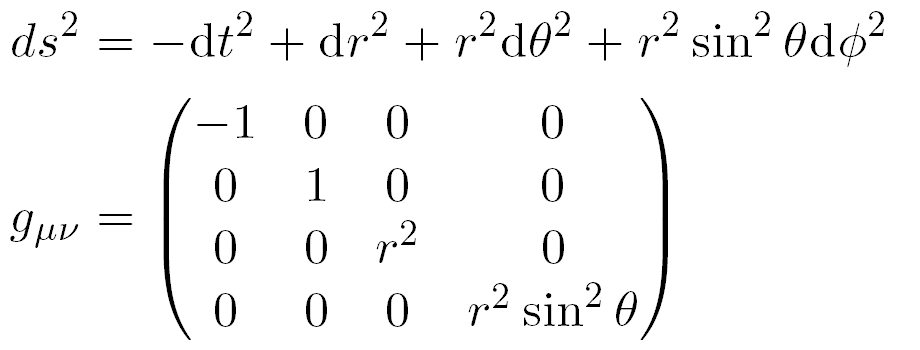 ds² = −dt² + dr² + r²dθ² + r² sin² θdϕ²
g_μν = 
−1 0 0 0
0 1 0 0
0 0 r² 0
0 0 0 r² sin² θ